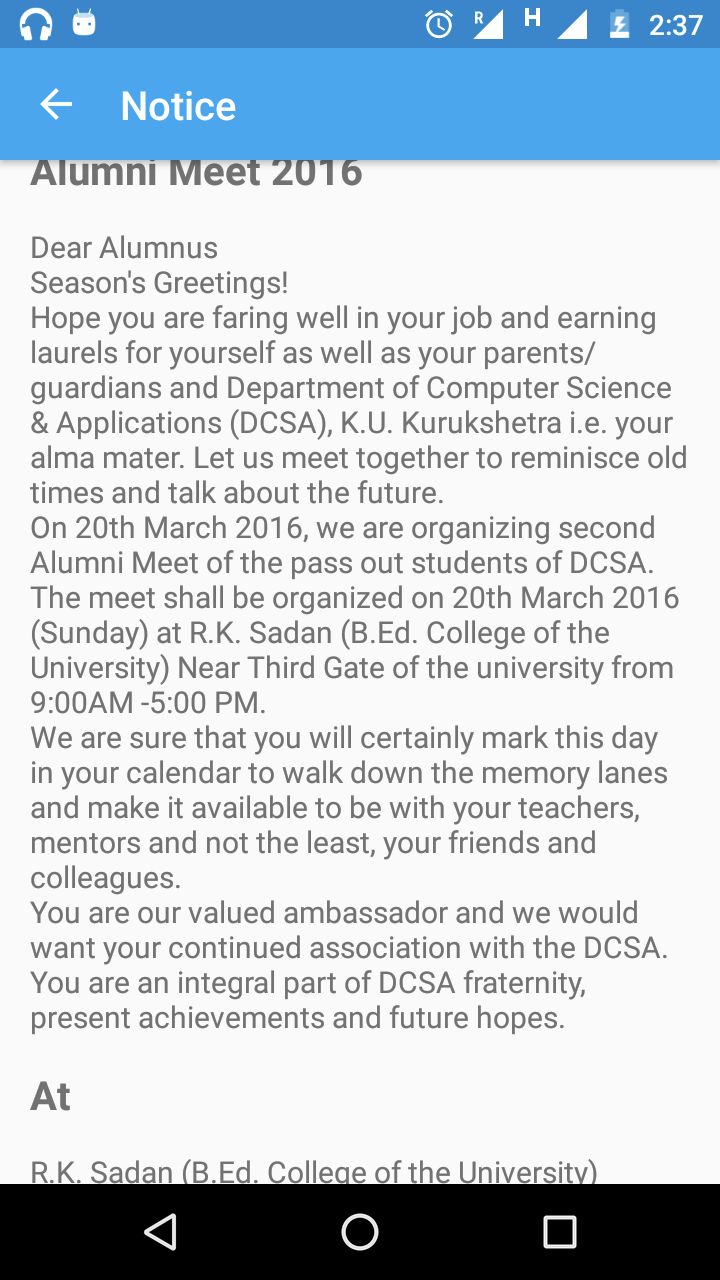 R H 2:37
Notice
Alumni Meet 2016
Dear Alumnus
Season's Greetings!
Hope you are faring well in your job and earning
laurels for yourself as well as your parents/
guardians and Department of Computer Science
& Applications (DCSA), K.U. Kurukshetra i.e. your
alma mater. Let us meet together to reminisce old
times and talk about the future.
On 20th March 2016, we are organizing second
Alumni Meet of the pass out students of DCSA.
The meet shall be organized on 20th March 2016
(Sunday) at R.K. Sadan (B.Ed. College of the
University) Near Third Gate of the university from
9:00AM -5:00 PM.
We are sure that you will certainly mark this day
in your calendar to walk down the memory lanes
and make it available to be with your teachers,
mentors and not the least, your friends and
colleagues.
You are our valued ambassador and we would
want your continued association with the DCSA.
You are an integral part of DCSA fraternity,
present achievements and future hopes.
At
R.K. Sadan (B.Ed. College of the University)